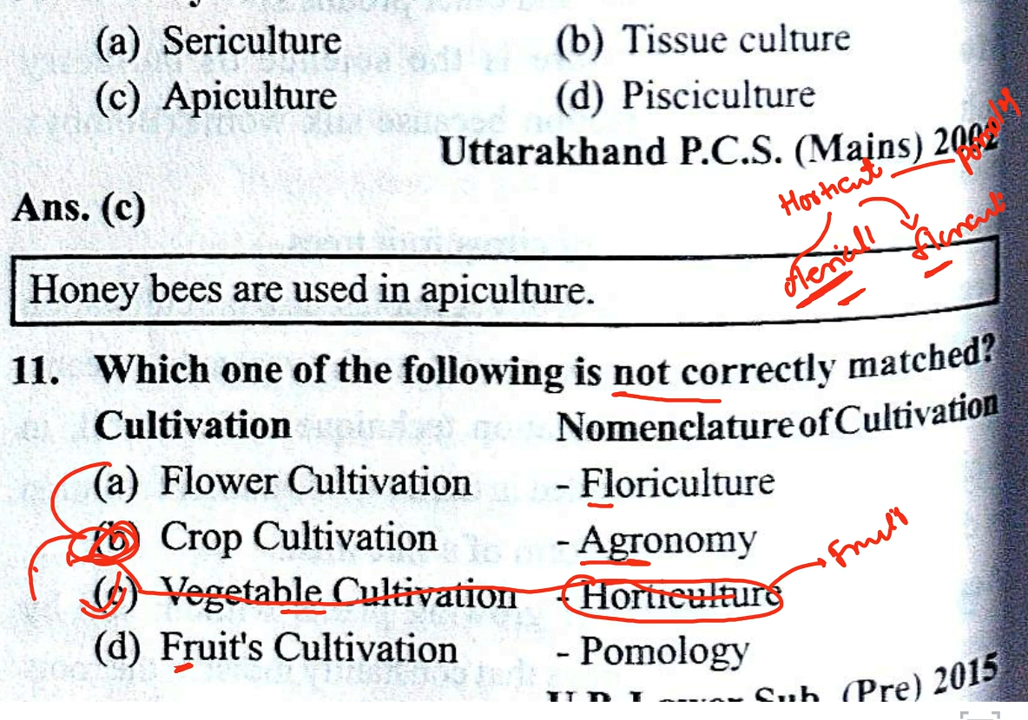 (a) Sericulture (b) Tissue culture
(c) Apiculture (d) Pisciculture
Uttarakhand P.C.S. (Mains) 2002
Ans. (c)
Honey bees are used in apiculture.
11. Which one of the following is not correctly matched?
Cultivation Nomenclature of Cultivation
(a) Flower Cultivation - Floriculture
(b) Crop Cultivation - Agronomy
(c) Vegetable Cultivation - Horticulture
(d) Fruit's Cultivation - Pomology
(Pre) 2015